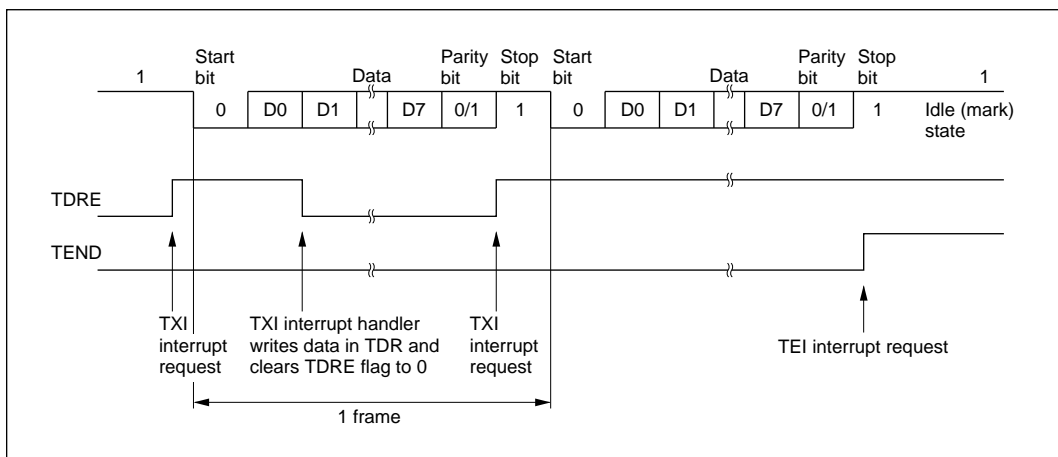 Start bit Parity bit Stop bit Start bit Parity bit Stop bit
1 Data Data 1
0 D0 D1 D7 0/1 1 0 D0 D1 D7 0/1 1 Idle (mark) state
TDRE
TEND
TXI interrupt request
TXI interrupt handler writes data in TDR and clears TDRE flag to 0
TXI interrupt request
TEI interrupt request
1 frame